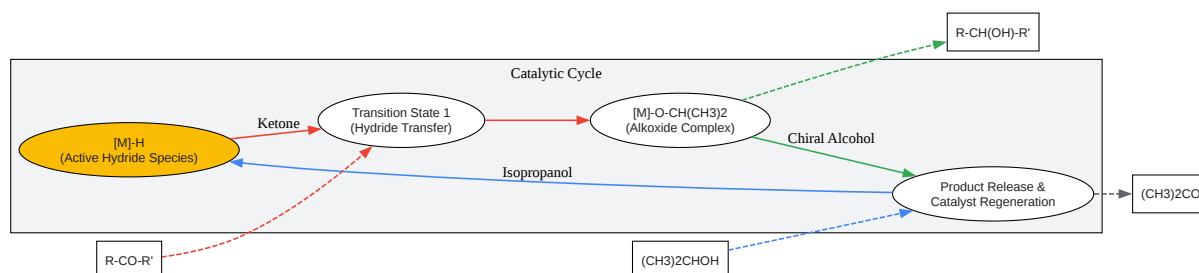 R-CH(OH)-R'
Catalytic Cycle
[M]-H
(Active Hydride Species)
Ketone
Transition State 1
(Hydride Transfer)
[M]-O-CH(CH3)2
(Alkoxide Complex)
Chiral Alcohol
Isopropanol
Product Release &
Catalyst Regeneration
(CH3)2CO
R-CO-R'
(CH3)2CHOH